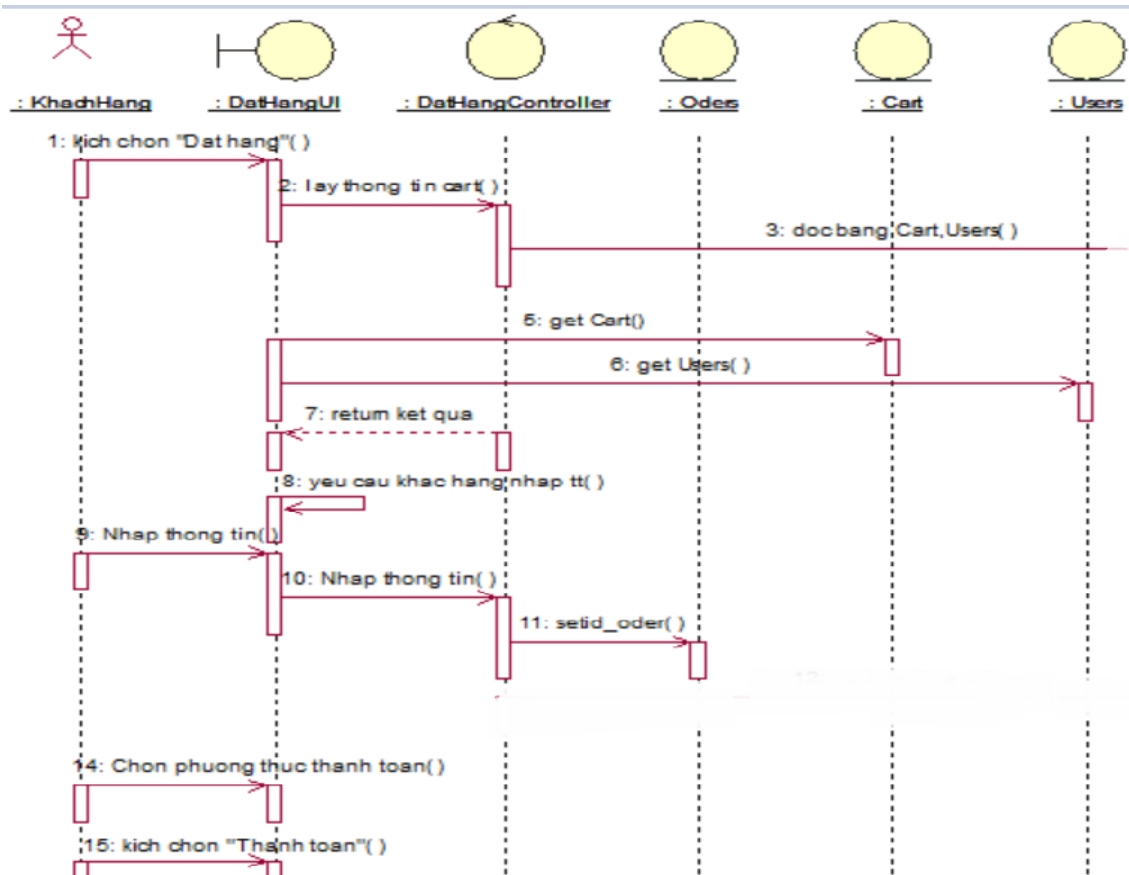 : KhachHang
: DatHangUI
: DatHangController
: Oders
: Cart
: Users
1: kich chon "Dat hang"( )
2: lay thong tin cart( )
3: doc bang Cart,Users( )
5: get Cart()
6: get Users( )
7: return ket qua
8: yeu cau khac hang nhap tt( )
9: Nhap thong tin( )
10: Nhap thong tin( )
11: setid_oder( )
14: Chon phuong thuc thanh toan( )
15: kich chon "Thanh toan"( )